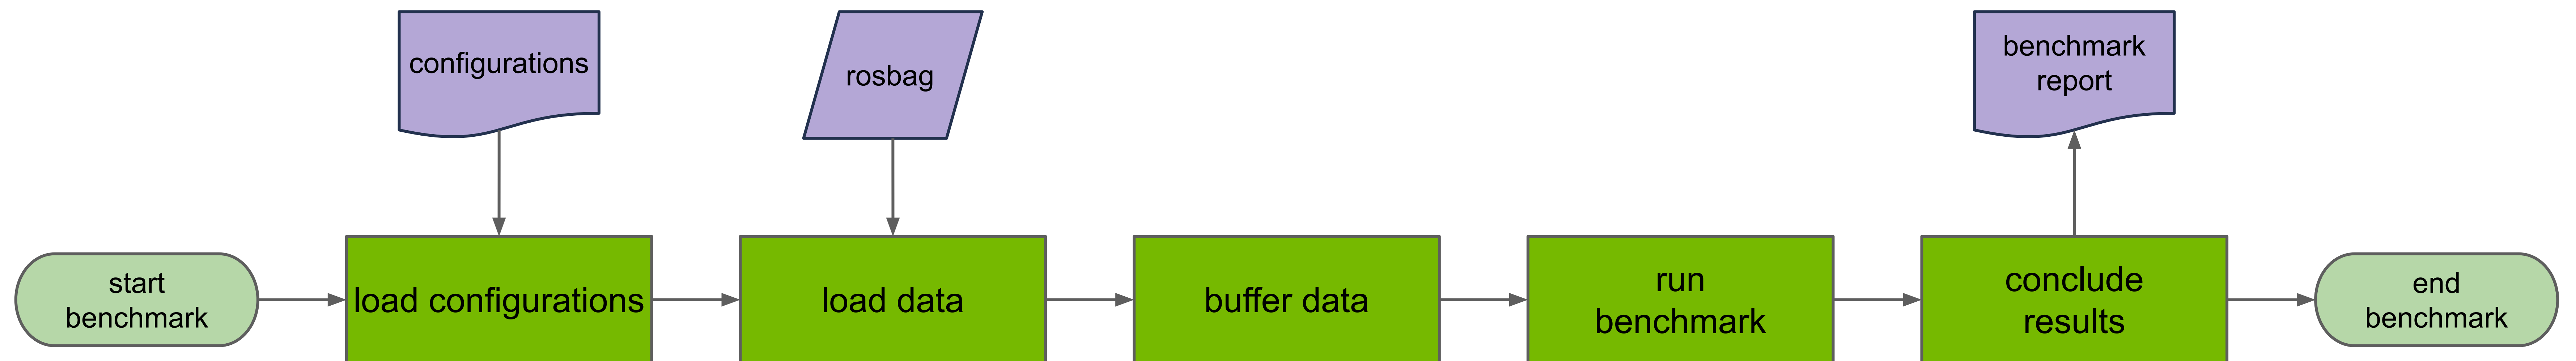 configurations
rosbag
benchmark
report
start
benchmark
load configurations
load data
buffer data
run
benchmark
conclude
results
end
benchmark